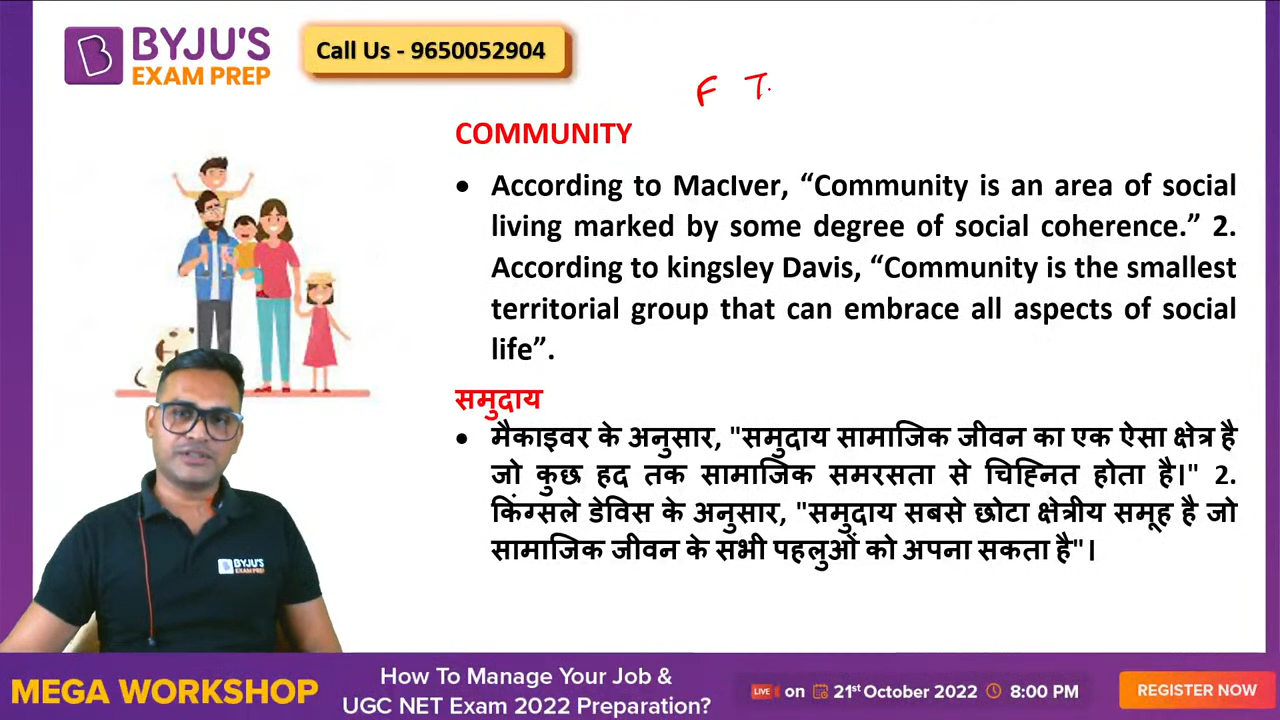 BYJU'S
EXAM PREP
Call Us - 9650052904
F T
COMMUNITY
• According to MacIver, “Community is an area of social
living marked by some degree of social coherence.” 2.
According to kingsley Davis, “Community is the smallest
territorial group that can embrace all aspects of social
life”.
समुदाय
• मैकाइवर के अनुसार, "समुदाय सामाजिक जीवन का एक ऐसा क्षेत्र है
जो कुछ हद तक सामाजिक समरसता से चिह्नित होता है।" 2.
किंग्सले डेविस के अनुसार, "समुदाय सबसे छोटा क्षेत्रीय समूह है जो
सामाजिक जीवन के सभी पहलुओं को अपना सकता है"।
BYJU'S
EXAM PREP
MEGA WORKSHOP
How To Manage Your Job &
UGC NET Exam 2022 Preparation?
LIVE on 21st October 2022 8:00 PM
REGISTER NOW